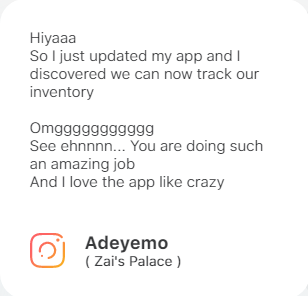 Hiyaaa
So I just updated my app and I
discovered we can now track our
inventory
Omggggggggggg
See ehnnnn... You are doing such
an amazing job
And I love the app like crazy
Adeyemo
( Zai's Palace )